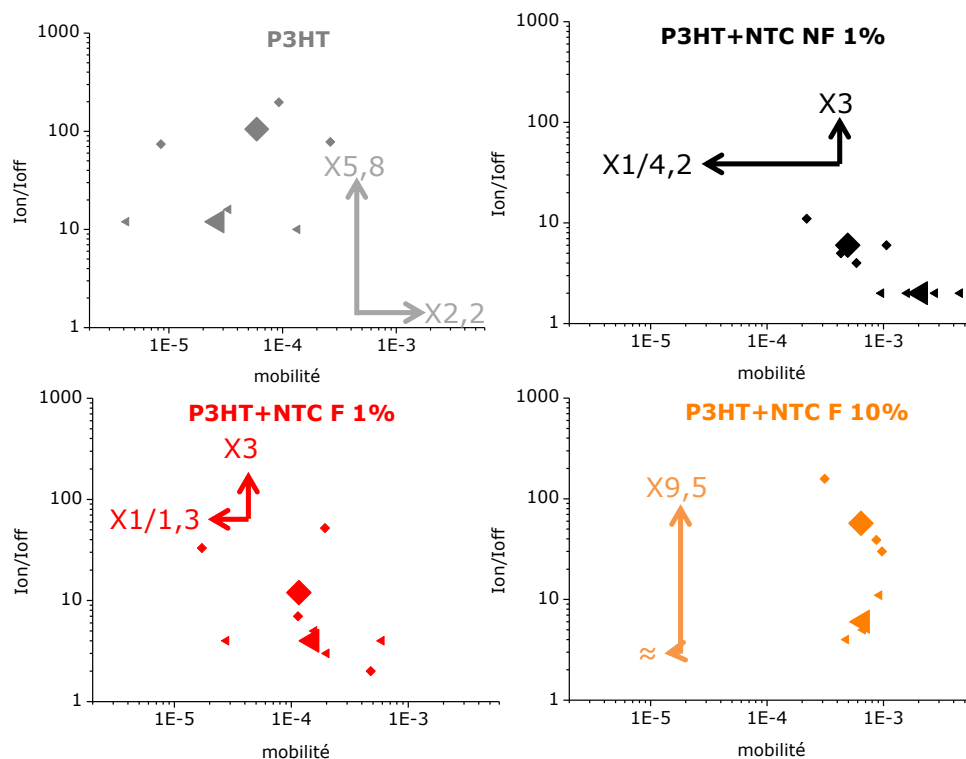 P3HT
1000
100
10
1
Ion/Ioff
X5,8
X2,2
1E-5 1E-4 1E-3
mobilité
P3HT+NTC NF 1%
1000
100
10
1
Ion/Ioff
X3
X1/4,2
1E-5 1E-4 1E-3
mobilité
P3HT+NTC F 1%
1000
100
10
1
Ion/Ioff
X3
X1/1,3
1E-5 1E-4 1E-3
mobilité
P3HT+NTC F 10%
1000
100
10
1
Ion/Ioff
X9,5
≈
1E-5 1E-4 1E-3
mobilité